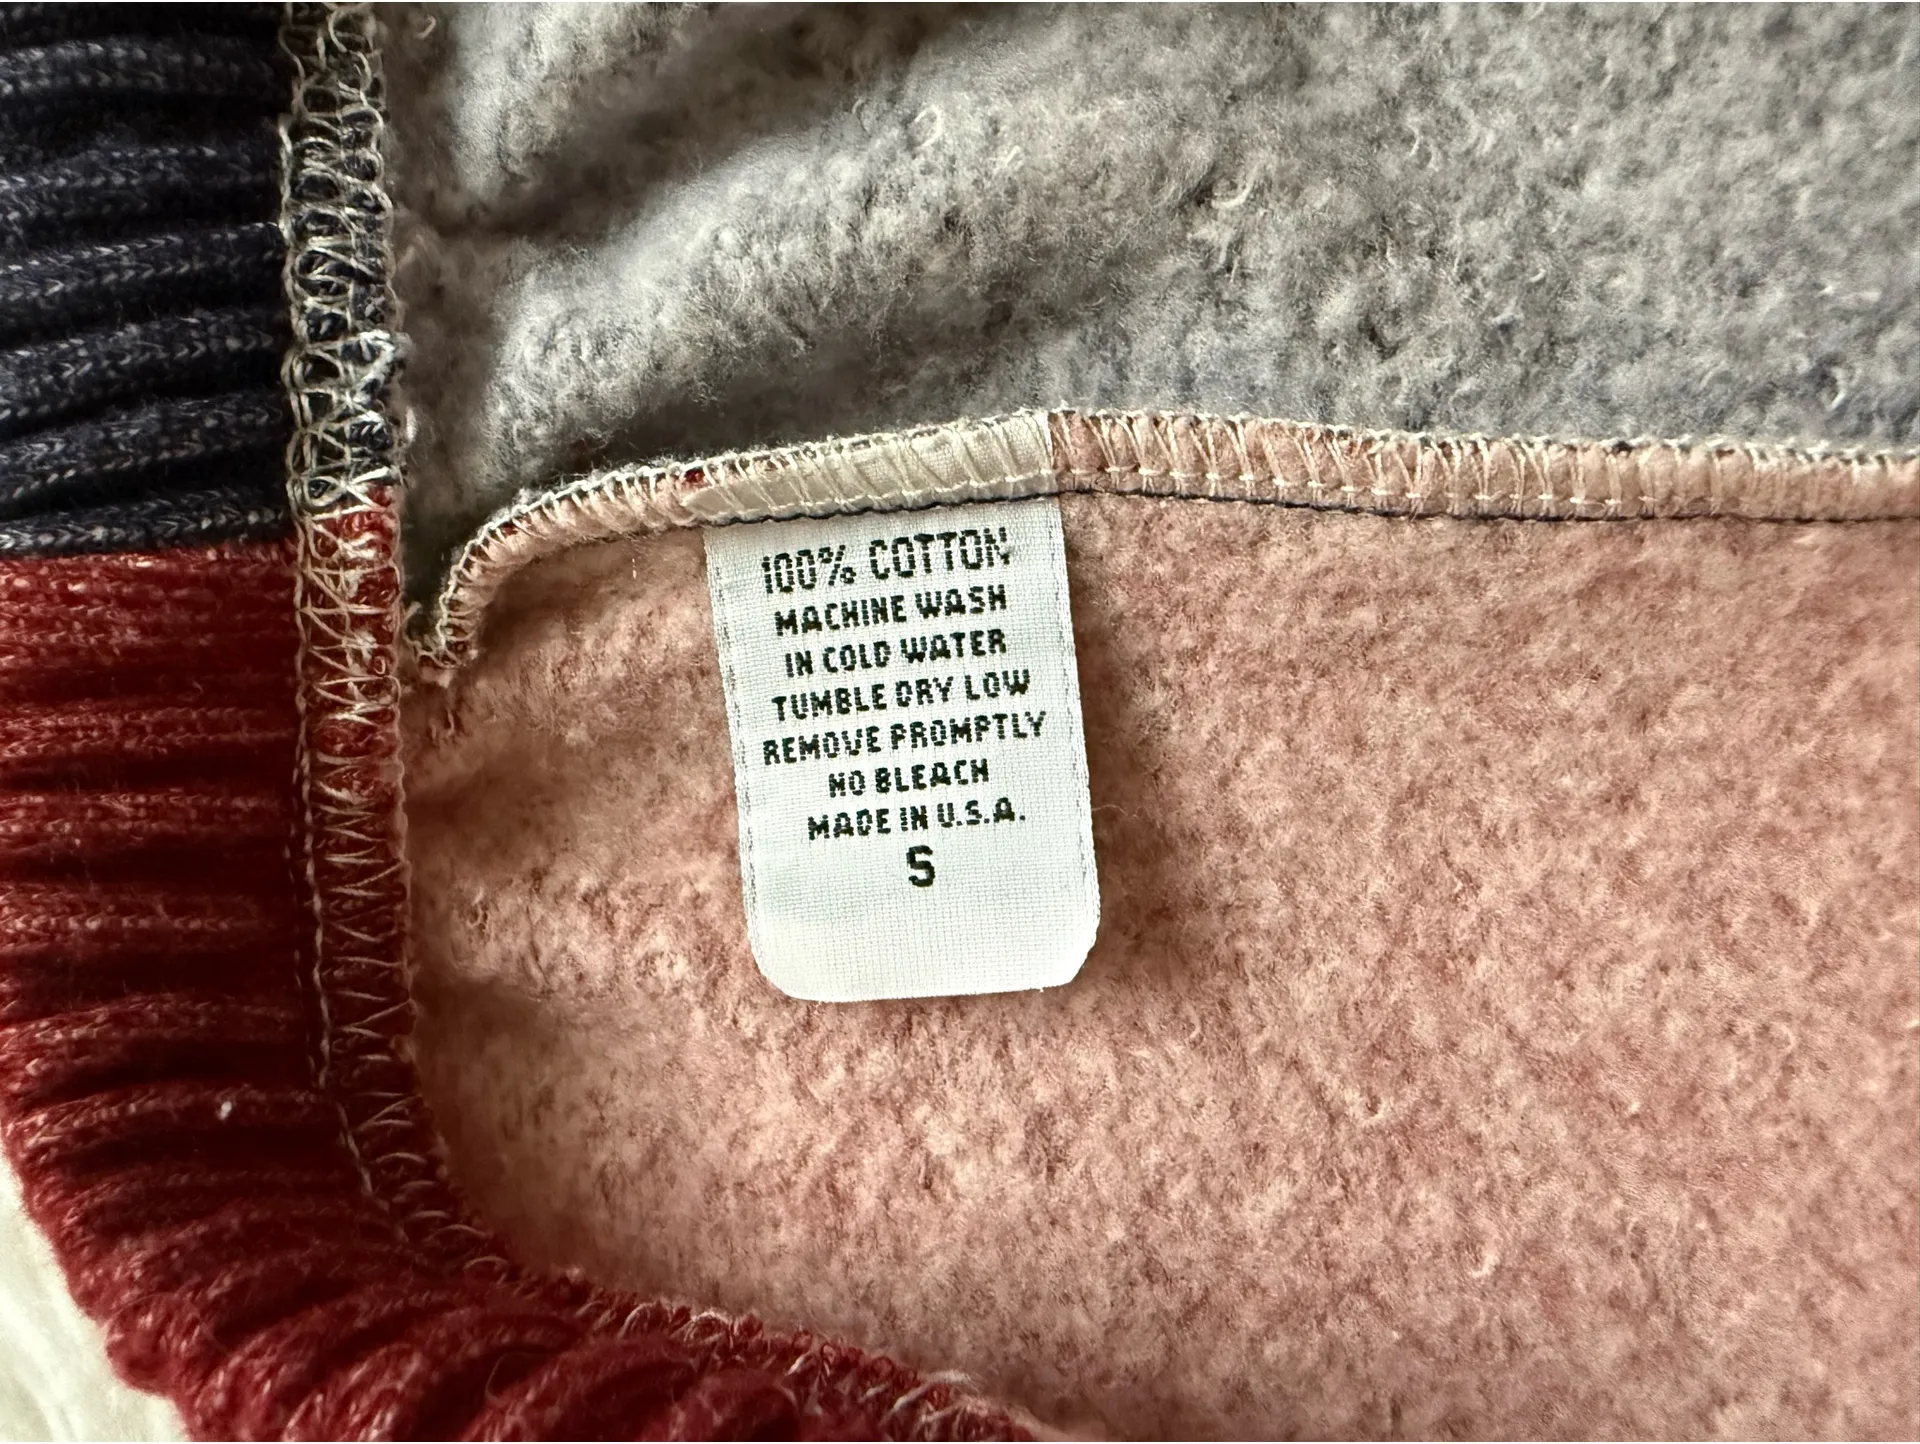 100% COTTON
MACHINE WASH
IN COLD WATER
TUMBLE DRY LOW
REMOVE PROMPTLY
NO BLEACH
MADE IN U.S.A.
S